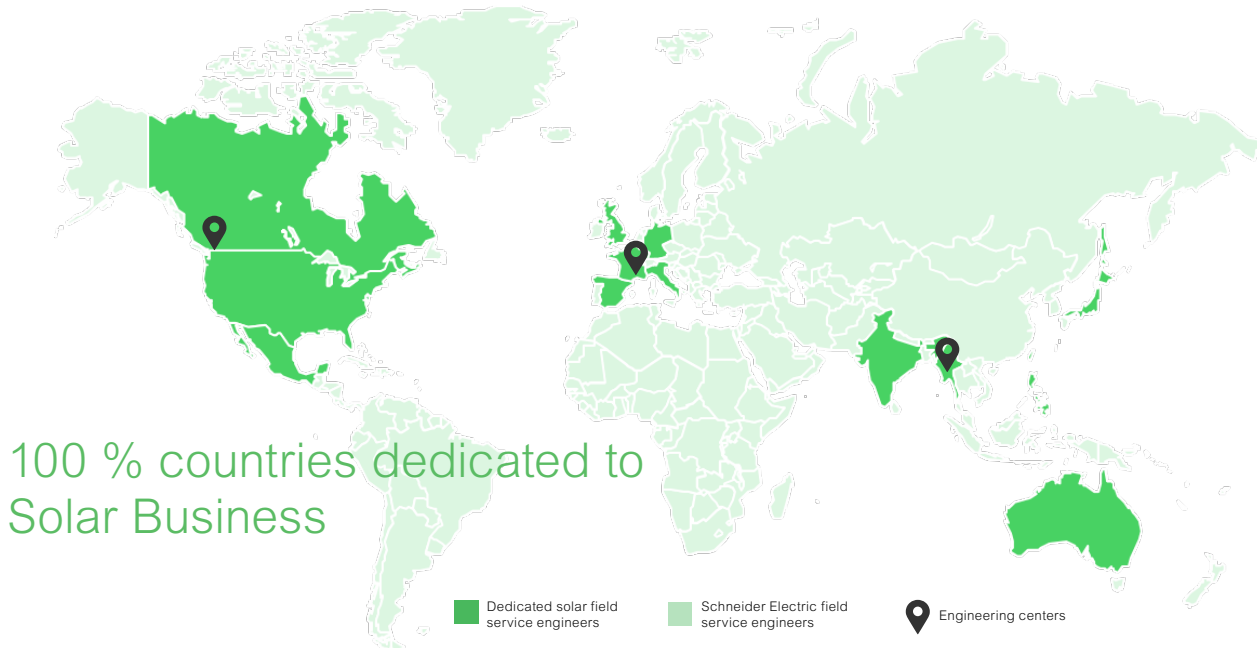 100 % countries dedicated to
Solar Business
Dedicated solar field
service engineers
Schneider Electric field
service engineers
Engineering centers